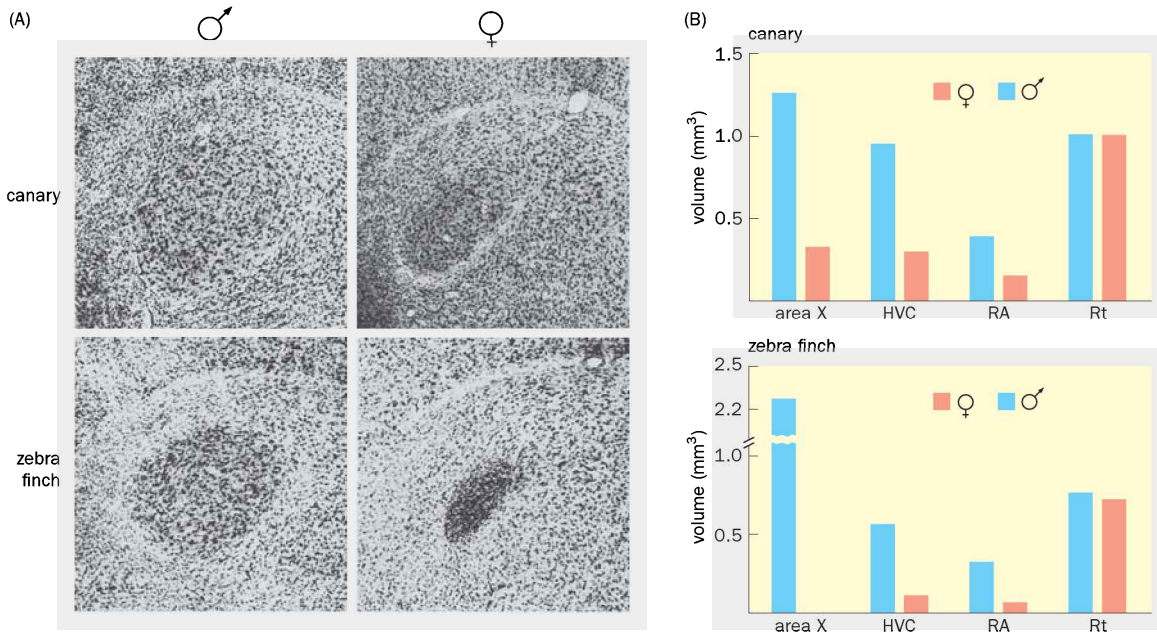 (A)
♂
♀
canary
zebra
finch
(B)
canary
1.5
1.0
0.5
volume (mm³)
♀ ♂
area X HVC RA Rt
zebra finch
2.5
2.2
1.0
0.5
volume (mm³)
♀ ♂
area X HVC RA Rt